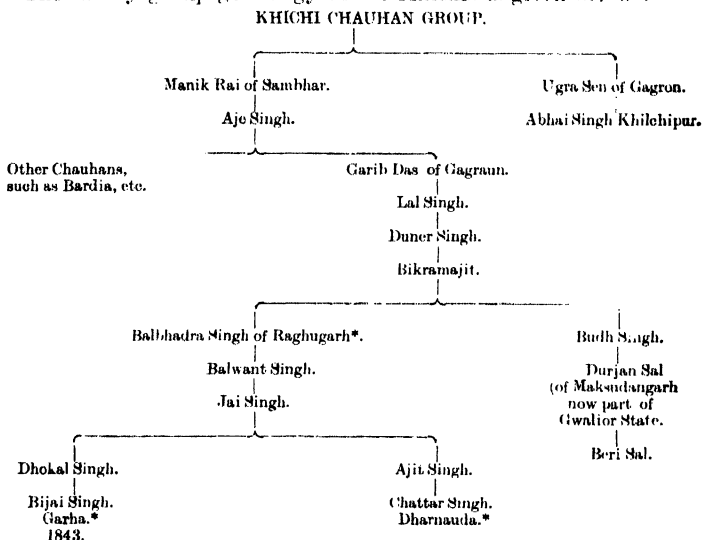 KHICHI CHAUHAN GROUP.
Manik Rai of Sambhar.
Ugra Sen of Gagron.
Aje Singh.
Abhai Singh Khilchipur.
Other Chauhans,
such as Bardia, etc.
Garib Das of Gagraun.
Lal Singh.
Duner Singh.
Bikramajit.
Balbhadra Singh of Raghugarh*.
Budh Singh.
Balwant Singh.
Durjan Sal
(of Maksudangarh
now part of
Gwalior State.
Jai Singh.
Beri Sal.
Dhokal Singh.
Ajit Singh.
Bijai Singh.
Garha.*
1843.
Chattar Singh.
Dharnauda.*